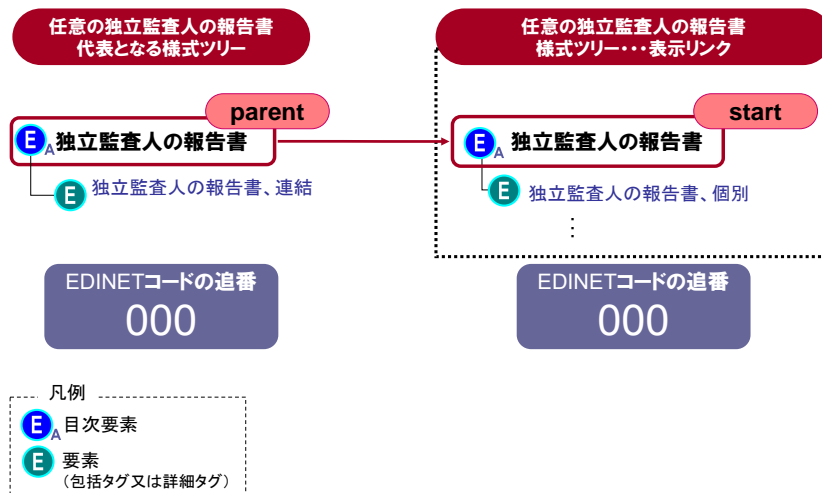 任意の独立監査人の報告書
代表となる様式ツリー
任意の独立監査人の報告書
様式ツリー・・・表示リンク
parent
E A 独立監査人の報告書
E 独立監査人の報告書、連結
start
E A 独立監査人の報告書
E 独立監査人の報告書、個別
⋮
EDINETコードの追番
000
EDINETコードの追番
000
凡例
E A 目次要素
E 要素
（包括タグ又は詳細タグ）